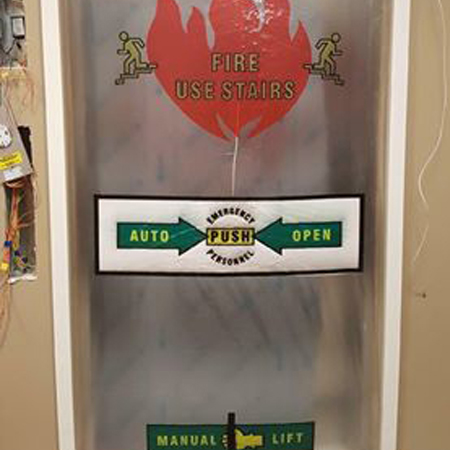 FIRE
USE STAIRS
EMERGENCY
AUTO PUSH OPEN
PERSONNEL
MANUAL LIFT